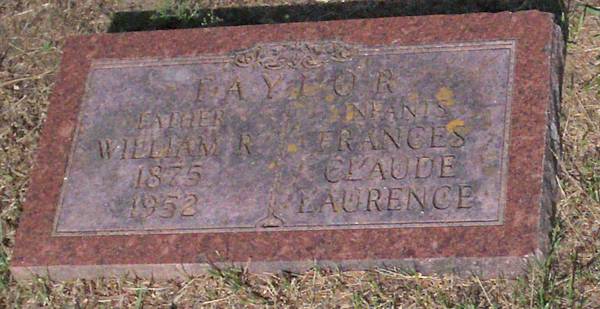 TAYLOR
FATHER
WILLIAM R.
1875
1952
INFANTS
FRANCES
CLAUDE
LAURENCE